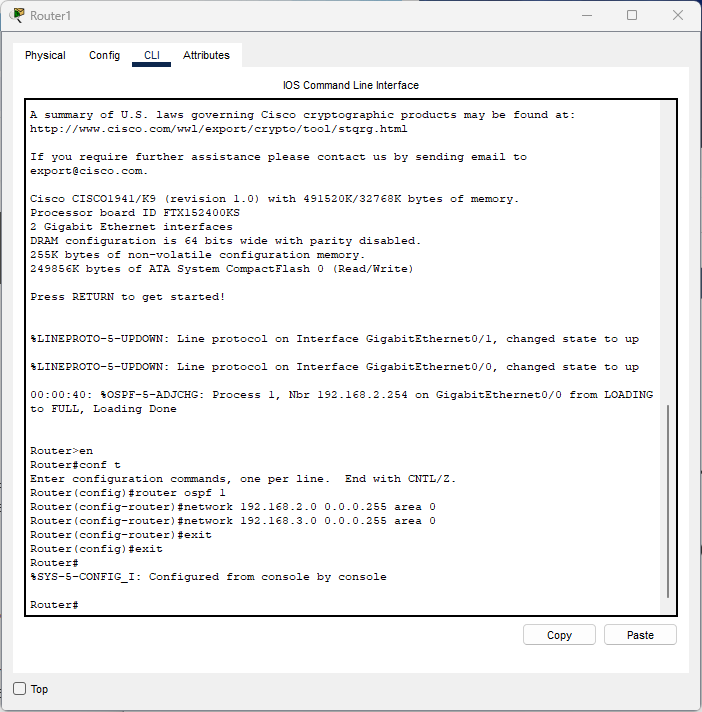 Router1
Physical Config CLI Attributes
IOS Command Line Interface
A summary of U.S. laws governing Cisco cryptographic products may be found at:
http://www.cisco.com/wwl/export/crypto/tool/stqrg.html
If you require further assistance please contact us by sending email to
export@cisco.com.
Cisco CISCO1941/K9 (revision 1.0) with 491520K/32768K bytes of memory.
Processor board ID FTX152400KS
2 Gigabit Ethernet interfaces
DRAM configuration is 64 bits wide with parity disabled.
255K bytes of non-volatile configuration memory.
249856K bytes of ATA System CompactFlash 0 (Read/Write)
Press RETURN to get started!
%LINEPROTO-5-UPDOWN: Line protocol on Interface GigabitEthernet0/1, changed state to up
%LINEPROTO-5-UPDOWN: Line protocol on Interface GigabitEthernet0/0, changed state to up
00:00:40: %OSPF-5-ADJCHG: Process 1, Nbr 192.168.2.254 on GigabitEthernet0/0 from LOADING
to FULL, Loading Done
Router>en
Router#conf t
Enter configuration commands, one per line.  End with CNTL/Z.
Router(config)#router ospf 1
Router(config-router)#network 192.168.2.0 0.0.0.255 area 0
Router(config-router)#network 192.168.3.0 0.0.0.255 area 0
Router(config-router)#exit
Router(config)#exit
Router#
%SYS-5-CONFIG_I: Configured from console by console
Router#
Copy Paste
Top